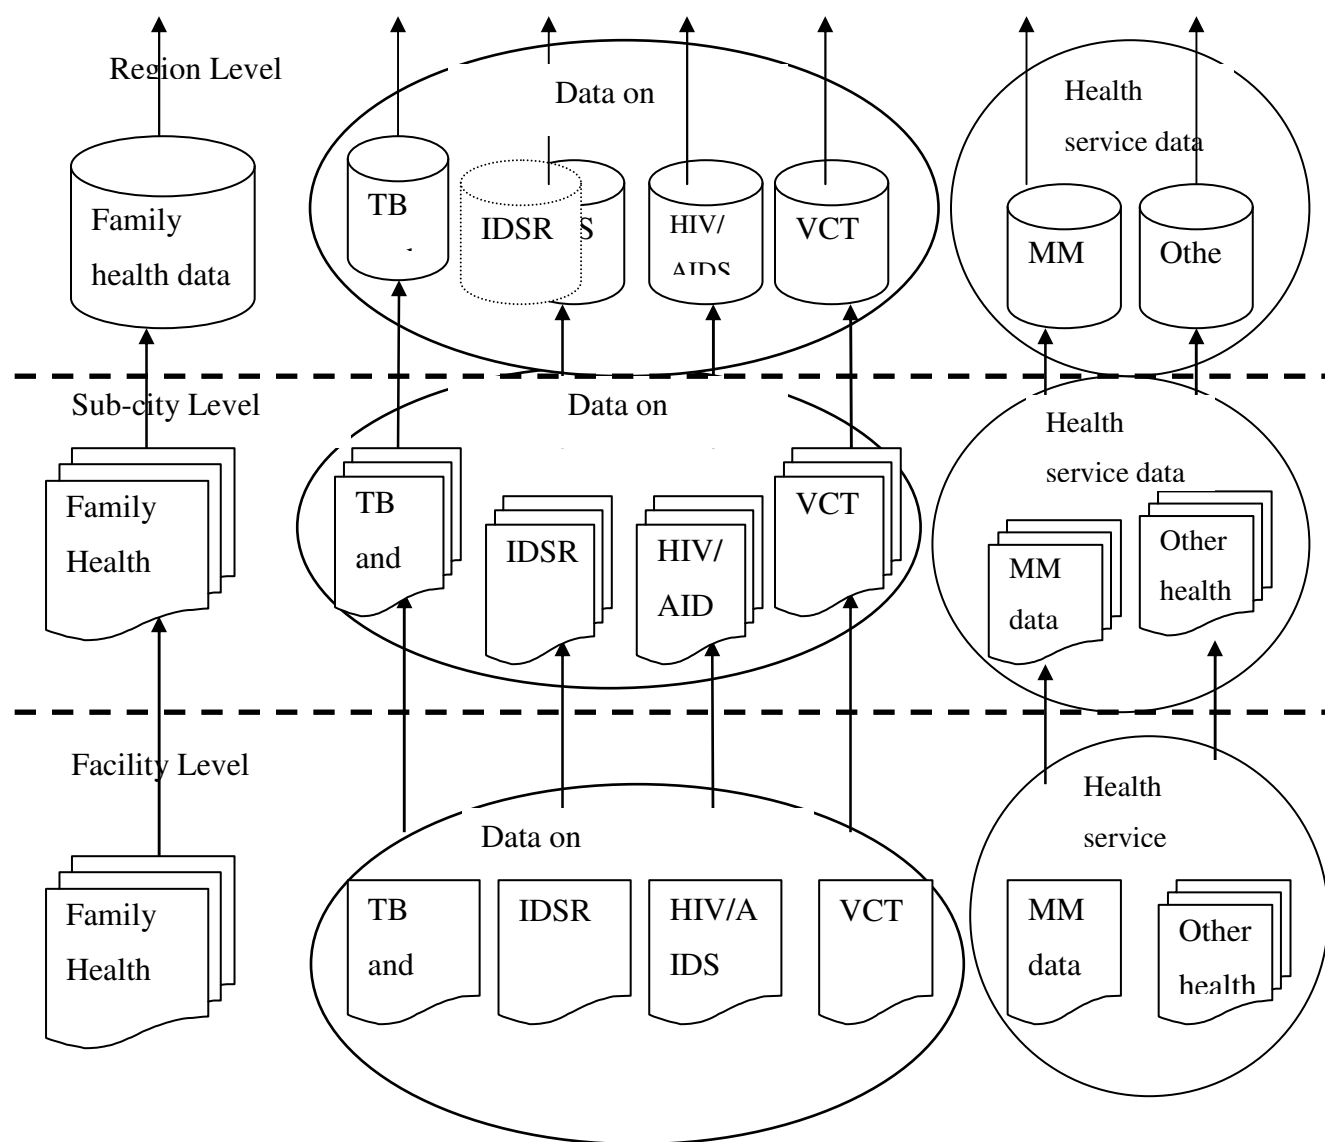 Region Level
Data on
Health
service data
Family
health data
TB
IDSR
S
HIV/
AIDS
VCT
MM
Othe
Sub-city Level
Data on
Health
service data
Family
Health
TB
and
IDSR
HIV/
AID
VCT
MM
data
Other
health
Facility Level
Data on
Health
service
Family
Health
TB
and
IDSR
HIV/A
IDS
VCT
MM
data
Other
health